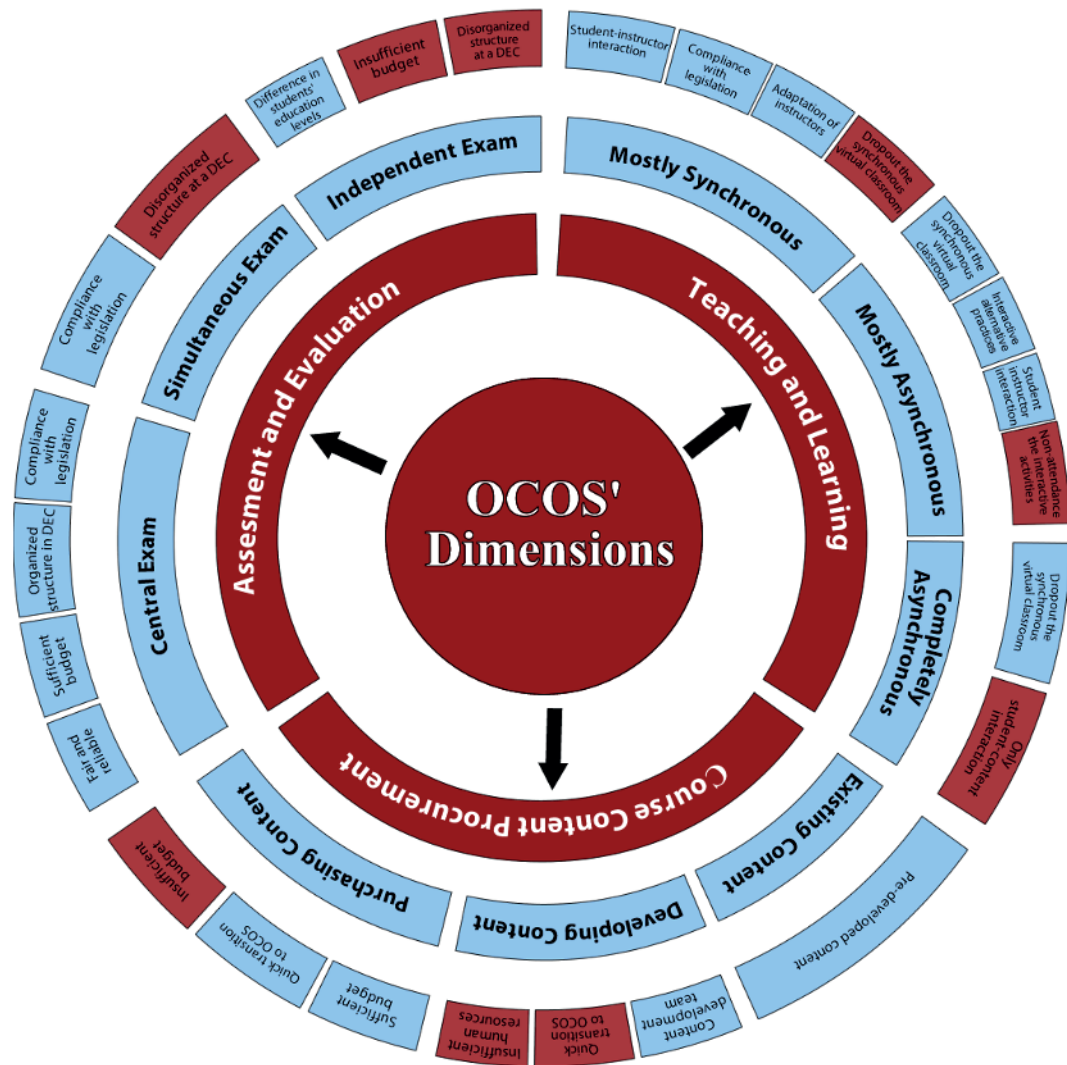 OCOS'
Dimensions
Teaching and Learning
Mostly Synchronous
Student-instructor
interaction
Compliance
with
legislation
Adaptation of
instructors
Dropout the
synchronous
virtual classroom
Mostly Asynchronous
Dropout the
synchronous
virtual
classroom
Interactive
alternative
practices
Student
instructor
interaction
Non-attendance
the interactive
activities
Completely
Asynchronous
Dropout the
synchronous
virtual classroom
Only
student-content
interaction
Course Content Procurement
Existing Content
Pre-developed content
Developing Content
Content
development
team
Quick
transition
to OCOS
Insufficient
human
resources
Purchasing Content
Sufficient
budget
Quick transition
to OCOS
Insufficient
budget
Assesment and Evaluation
Central Exam
Fair and
reliable
Sufficient
budget
Organized
structure in DEC
Compliance
with
legislation
Simultaneous Exam
Compliance
with
legislation
Disorganized
structure at a DEC
Independent Exam
Difference in
students'
education
levels
Insufficient
budget
Disorganized
structure
at a DEC